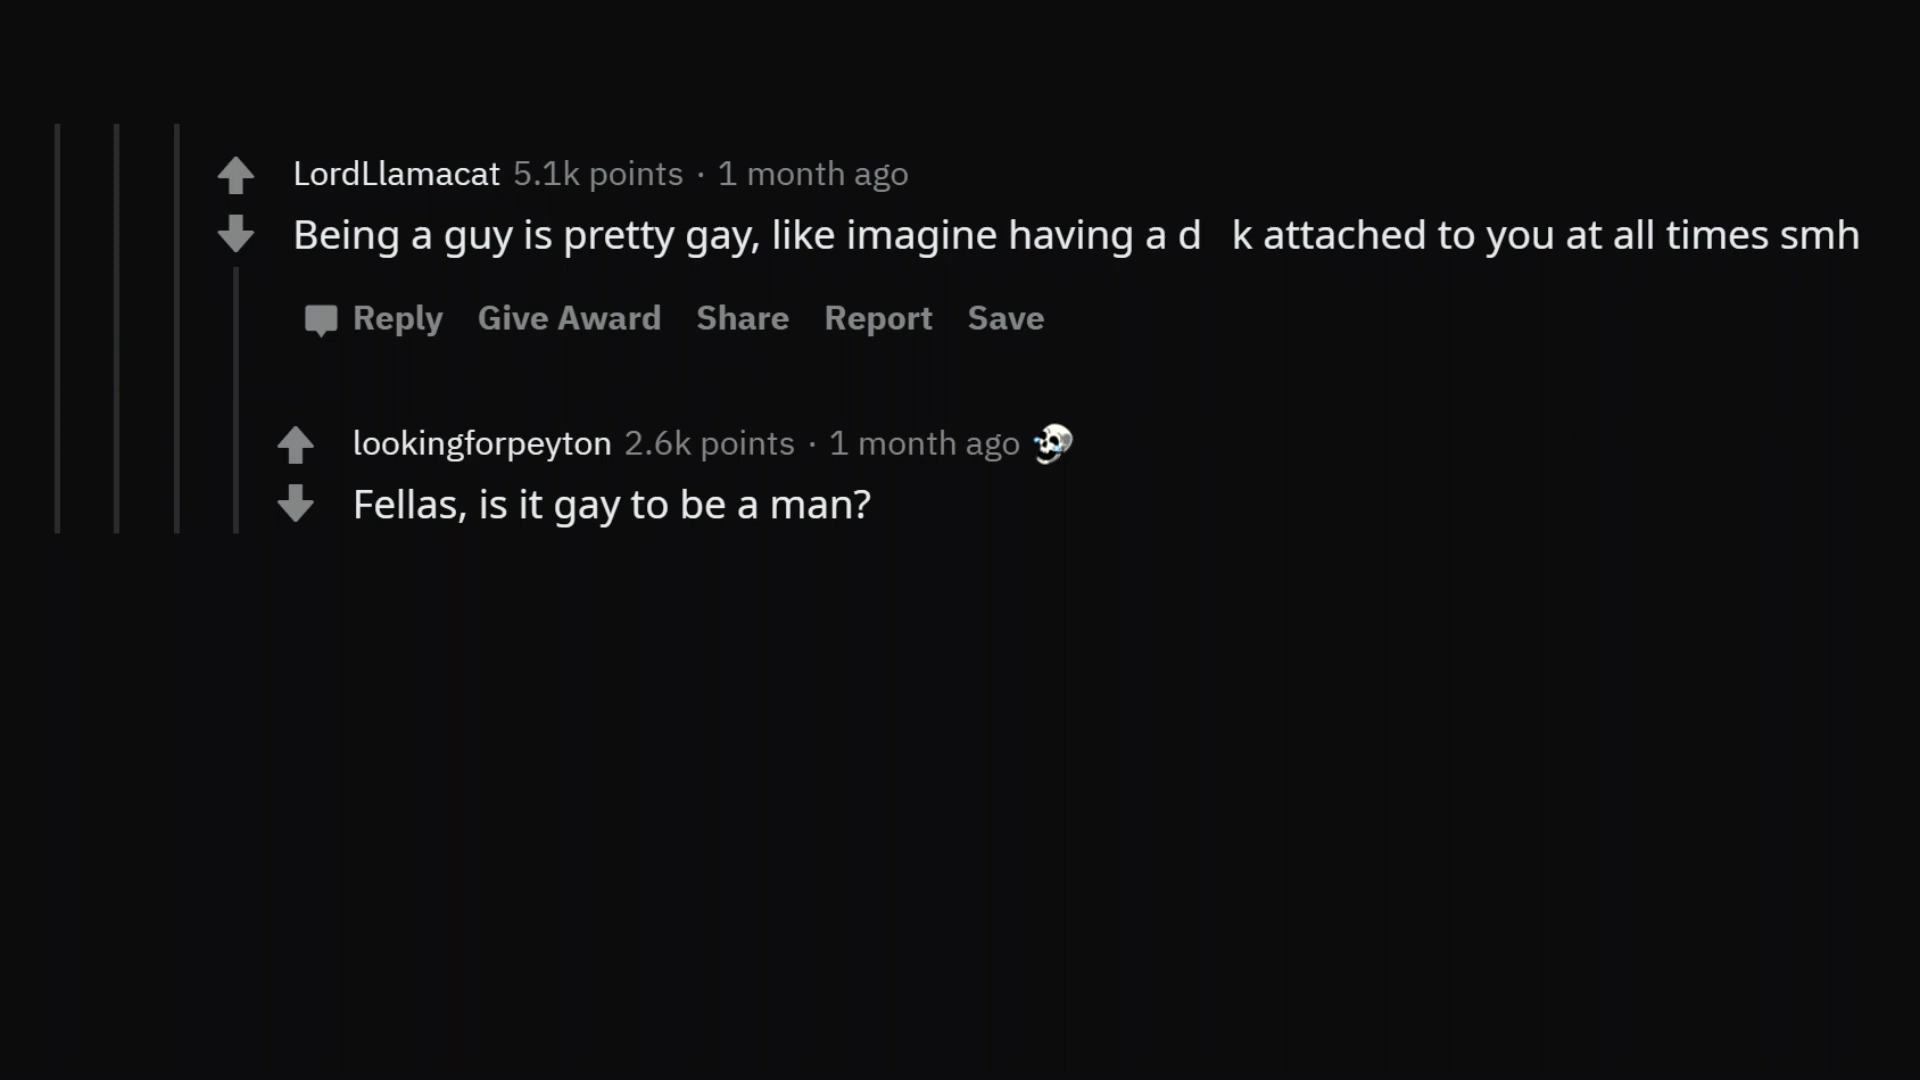 LordLlamacat 5.1k points · 1 month ago
Being a guy is pretty gay, like imagine having a d k attached to you at all times smh
Reply Give Award Share Report Save
lookingforpeyton 2.6k points · 1 month ago
Fellas, is it gay to be a man?